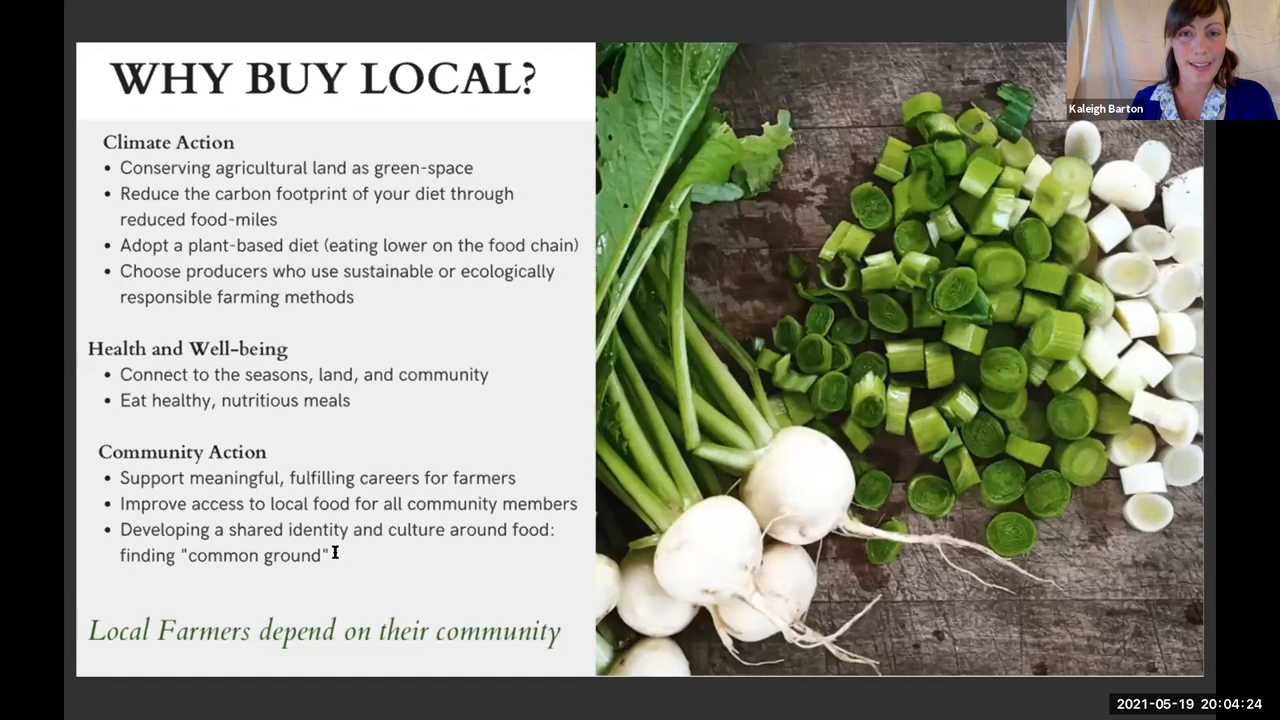 WHY BUY LOCAL?
Kaleigh Barton
Climate Action
• Conserving agricultural land as green-space
• Reduce the carbon footprint of your diet through
reduced food-miles
• Adopt a plant-based diet (eating lower on the food chain)
• Choose producers who use sustainable or ecologically
responsible farming methods
Health and Well-being
• Connect to the seasons, land, and community
• Eat healthy, nutritious meals
Community Action
• Support meaningful, fulfilling careers for farmers
• Improve access to local food for all community members
• Developing a shared identity and culture around food:
finding "common ground"
Local Farmers depend on their community
2021-05-19 20:04:24